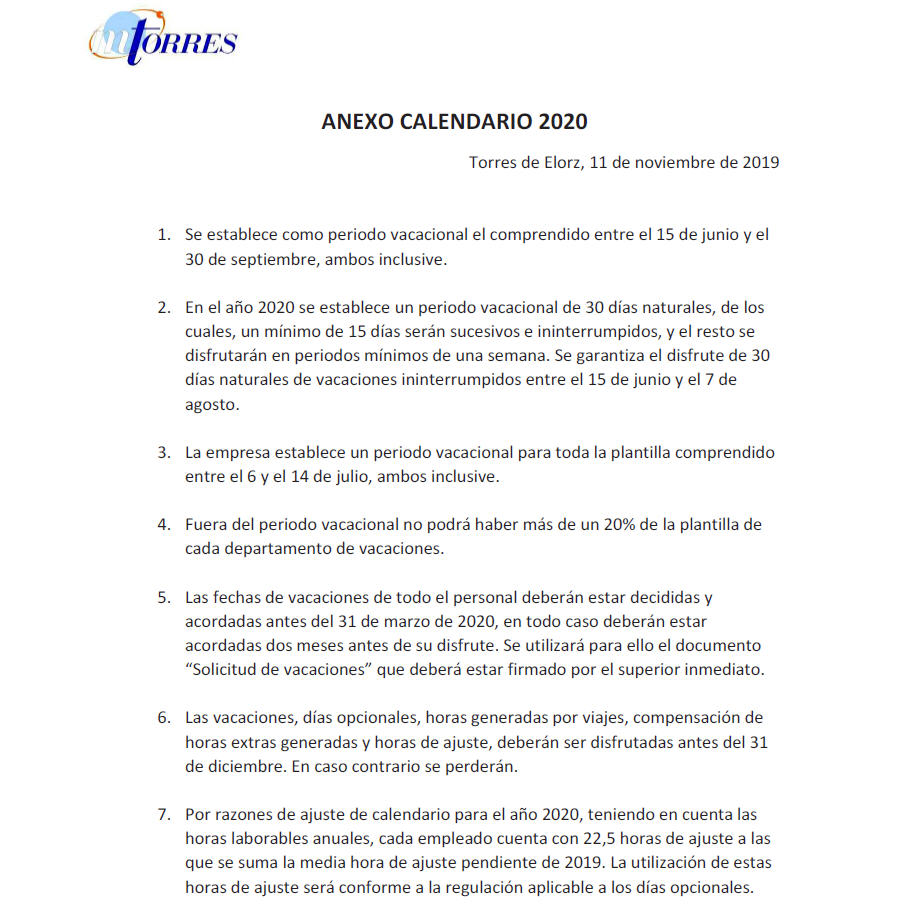 mTORRES
ANEXO CALENDARIO 2020
Torres de Elorz, 11 de noviembre de 2019
1. Se establece como periodo vacacional el comprendido entre el 15 de junio y el
30 de septiembre, ambos inclusive.
2. En el año 2020 se establece un periodo vacacional de 30 días naturales, de los
cuales, un mínimo de 15 días serán sucesivos e ininterrumpidos, y el resto se
disfrutarán en periodos mínimos de una semana. Se garantiza el disfrute de 30
días naturales de vacaciones ininterrumpidos entre el 15 de junio y el 7 de
agosto.
3. La empresa establece un periodo vacacional para toda la plantilla comprendido
entre el 6 y el 14 de julio, ambos inclusive.
4. Fuera del periodo vacacional no podrá haber más de un 20% de la plantilla de
cada departamento de vacaciones.
5. Las fechas de vacaciones de todo el personal deberán estar decididas y
acordadas antes del 31 de marzo de 2020, en todo caso deberán estar
acordadas dos meses antes de su disfrute. Se utilizará para ello el documento
“Solicitud de vacaciones” que deberá estar firmado por el superior inmediato.
6. Las vacaciones, días opcionales, horas generadas por viajes, compensación de
horas extras generadas y horas de ajuste, deberán ser disfrutadas antes del 31
de diciembre. En caso contrario se perderán.
7. Por razones de ajuste de calendario para el año 2020, teniendo en cuenta las
horas laborables anuales, cada empleado cuenta con 22,5 horas de ajuste a las
que se suma la media hora de ajuste pendiente de 2019. La utilización de estas
horas de ajuste será conforme a la regulación aplicable a los días opcionales.